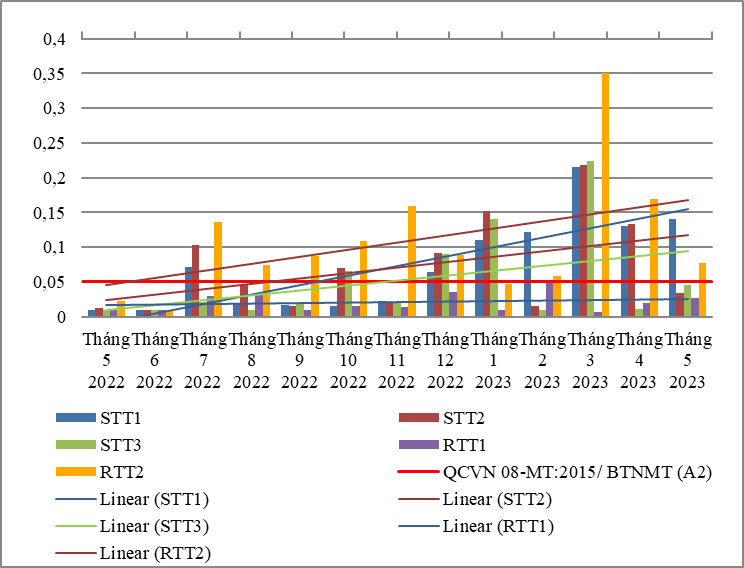 0,4
0,35
0,3
0,25
0,2
0,15
0,1
0,05
0
Tháng Tháng Tháng Tháng Tháng Tháng Tháng Tháng Tháng Tháng Tháng Tháng Tháng
5 6 7 8 9 10 11 12 1 2 3 4 5
2022 2022 2022 2022 2022 2022 2022 2022 2023 2023 2023 2023 2023
STT1 STT2
STT3 RTT1
RTT2 QCVN 08-MT:2015/ BTNMT (A2)
Linear (STT1) Linear (STT2)
Linear (STT3) Linear (RTT1)
Linear (RTT2)